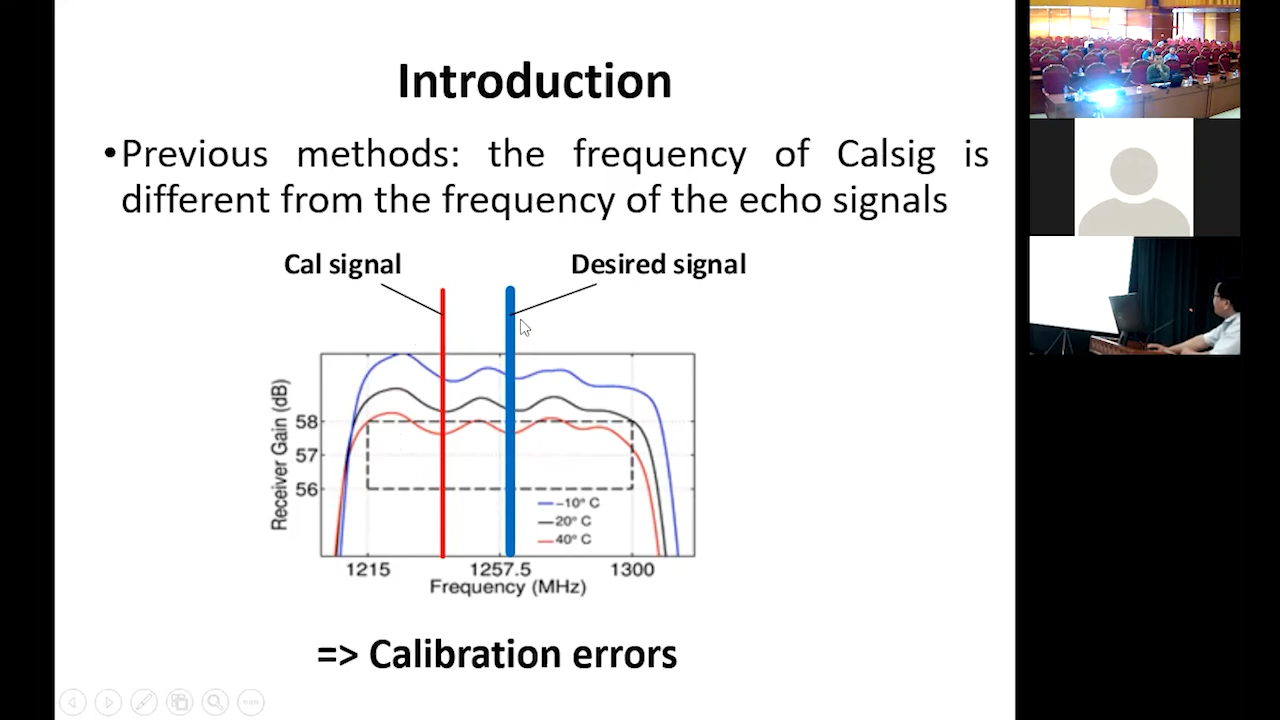 Introduction
•Previous methods: the frequency of Calsig is
different from the frequency of the echo signals
Cal signal
Desired signal
Receiver Gain (dB)
58
57
56
−10° C
20° C
40° C
1215
1257.5
1300
Frequency (MHz)
=> Calibration errors